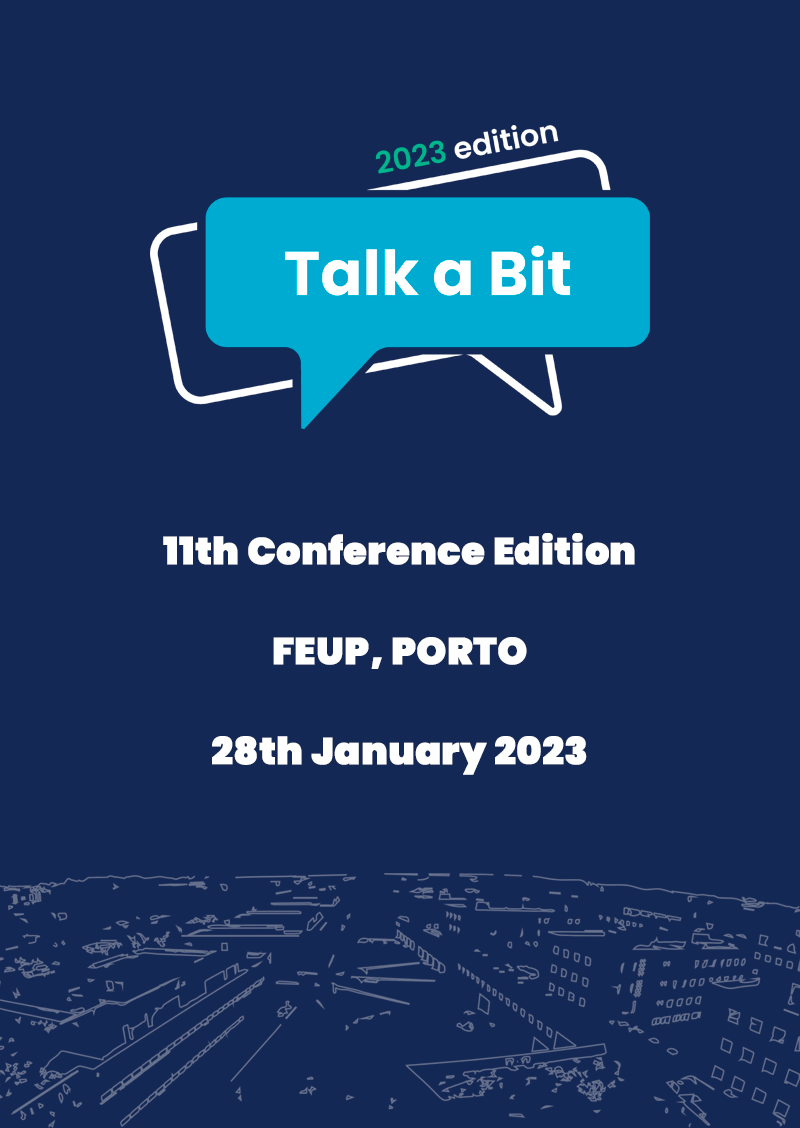 2023 edition
Talk a Bit
11th Conference Edition
FEUP, PORTO
28th January 2023